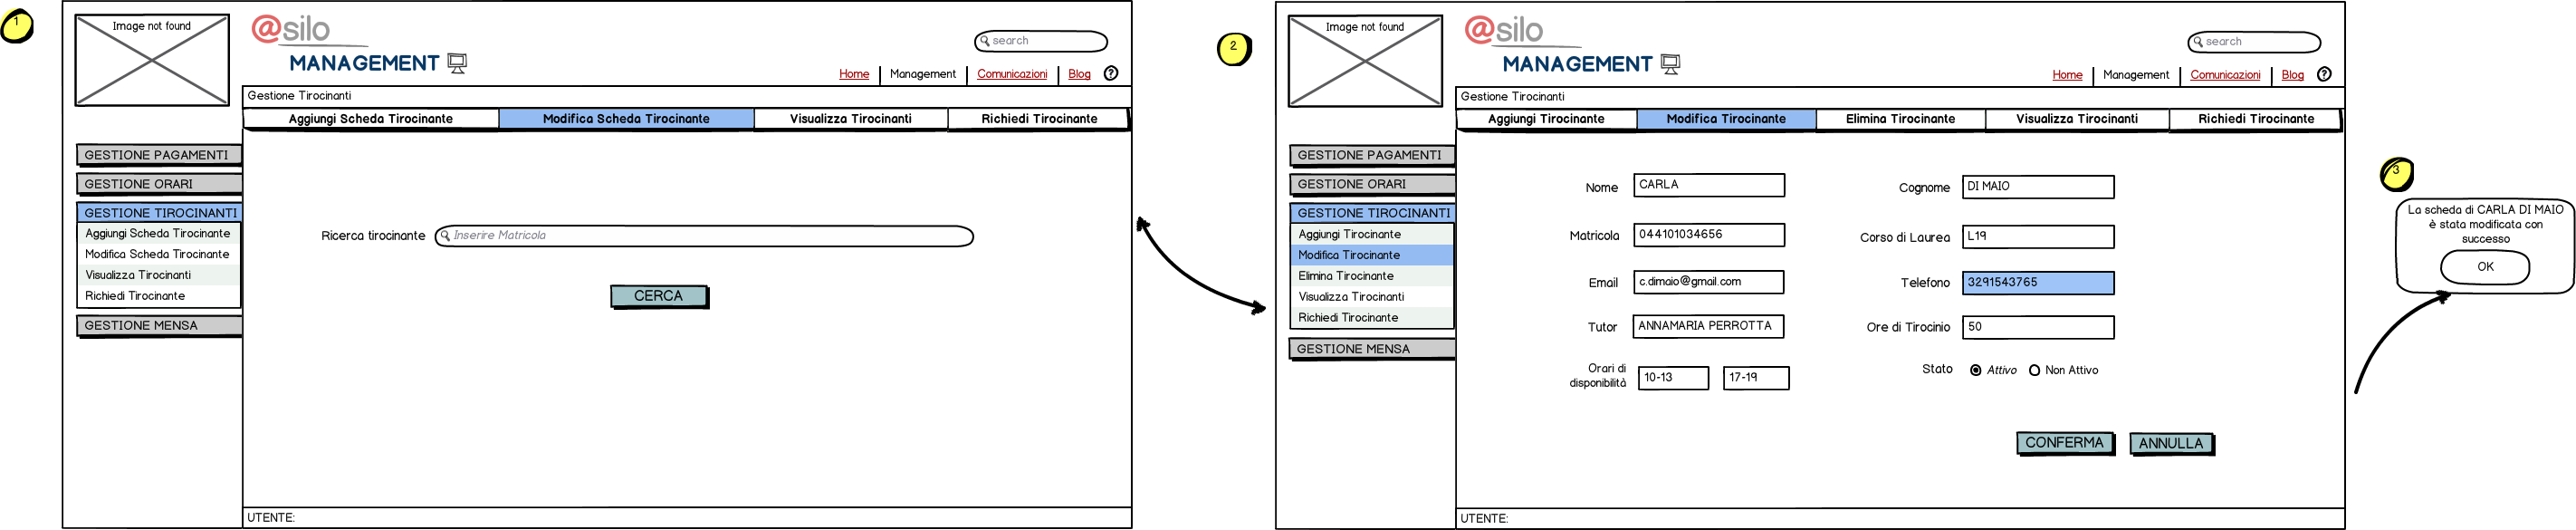 1
Image not found
@silo
MANAGEMENT
search
Home
Management
Comunicazioni
Blog
?
Gestione Tirocinanti
Aggiungi Scheda Tirocinante
Modifica Scheda Tirocinante
Visualizza Tirocinanti
Richiedi Tirocinante
GESTIONE PAGAMENTI
GESTIONE ORARI
GESTIONE TIROCINANTI
Aggiungi Scheda Tirocinante
Modifica Scheda Tirocinante
Visualizza Tirocinanti
Richiedi Tirocinante
GESTIONE MENSA
Ricerca tirocinante
Inserire Matricola
CERCA
UTENTE:
2
Image not found
@silo
MANAGEMENT
search
Home
Management
Comunicazioni
Blog
?
Gestione Tirocinanti
Aggiungi Tirocinante
Modifica Tirocinante
Elimina Tirocinante
Visualizza Tirocinanti
Richiedi Tirocinante
GESTIONE PAGAMENTI
GESTIONE ORARI
GESTIONE TIROCINANTI
Aggiungi Tirocinante
Modifica Tirocinante
Elimina Tirocinante
Visualizza Tirocinanti
Richiedi Tirocinante
GESTIONE MENSA
Nome
CARLA
Cognome
DI MAIO
Matricola
044101034656
Corso di Laurea
L19
Email
c.dimaio@gmail.com
Telefono
3291543765
Tutor
ANNAMARIA PERROTTA
Ore di Tirocinio
50
Orari di
disponibilità
10-13
17-19
Stato
Attivo
Non Attivo
CONFERMA
ANNULLA
UTENTE:
3
La scheda di CARLA DI MAIO
è stata modificata con
successo
OK